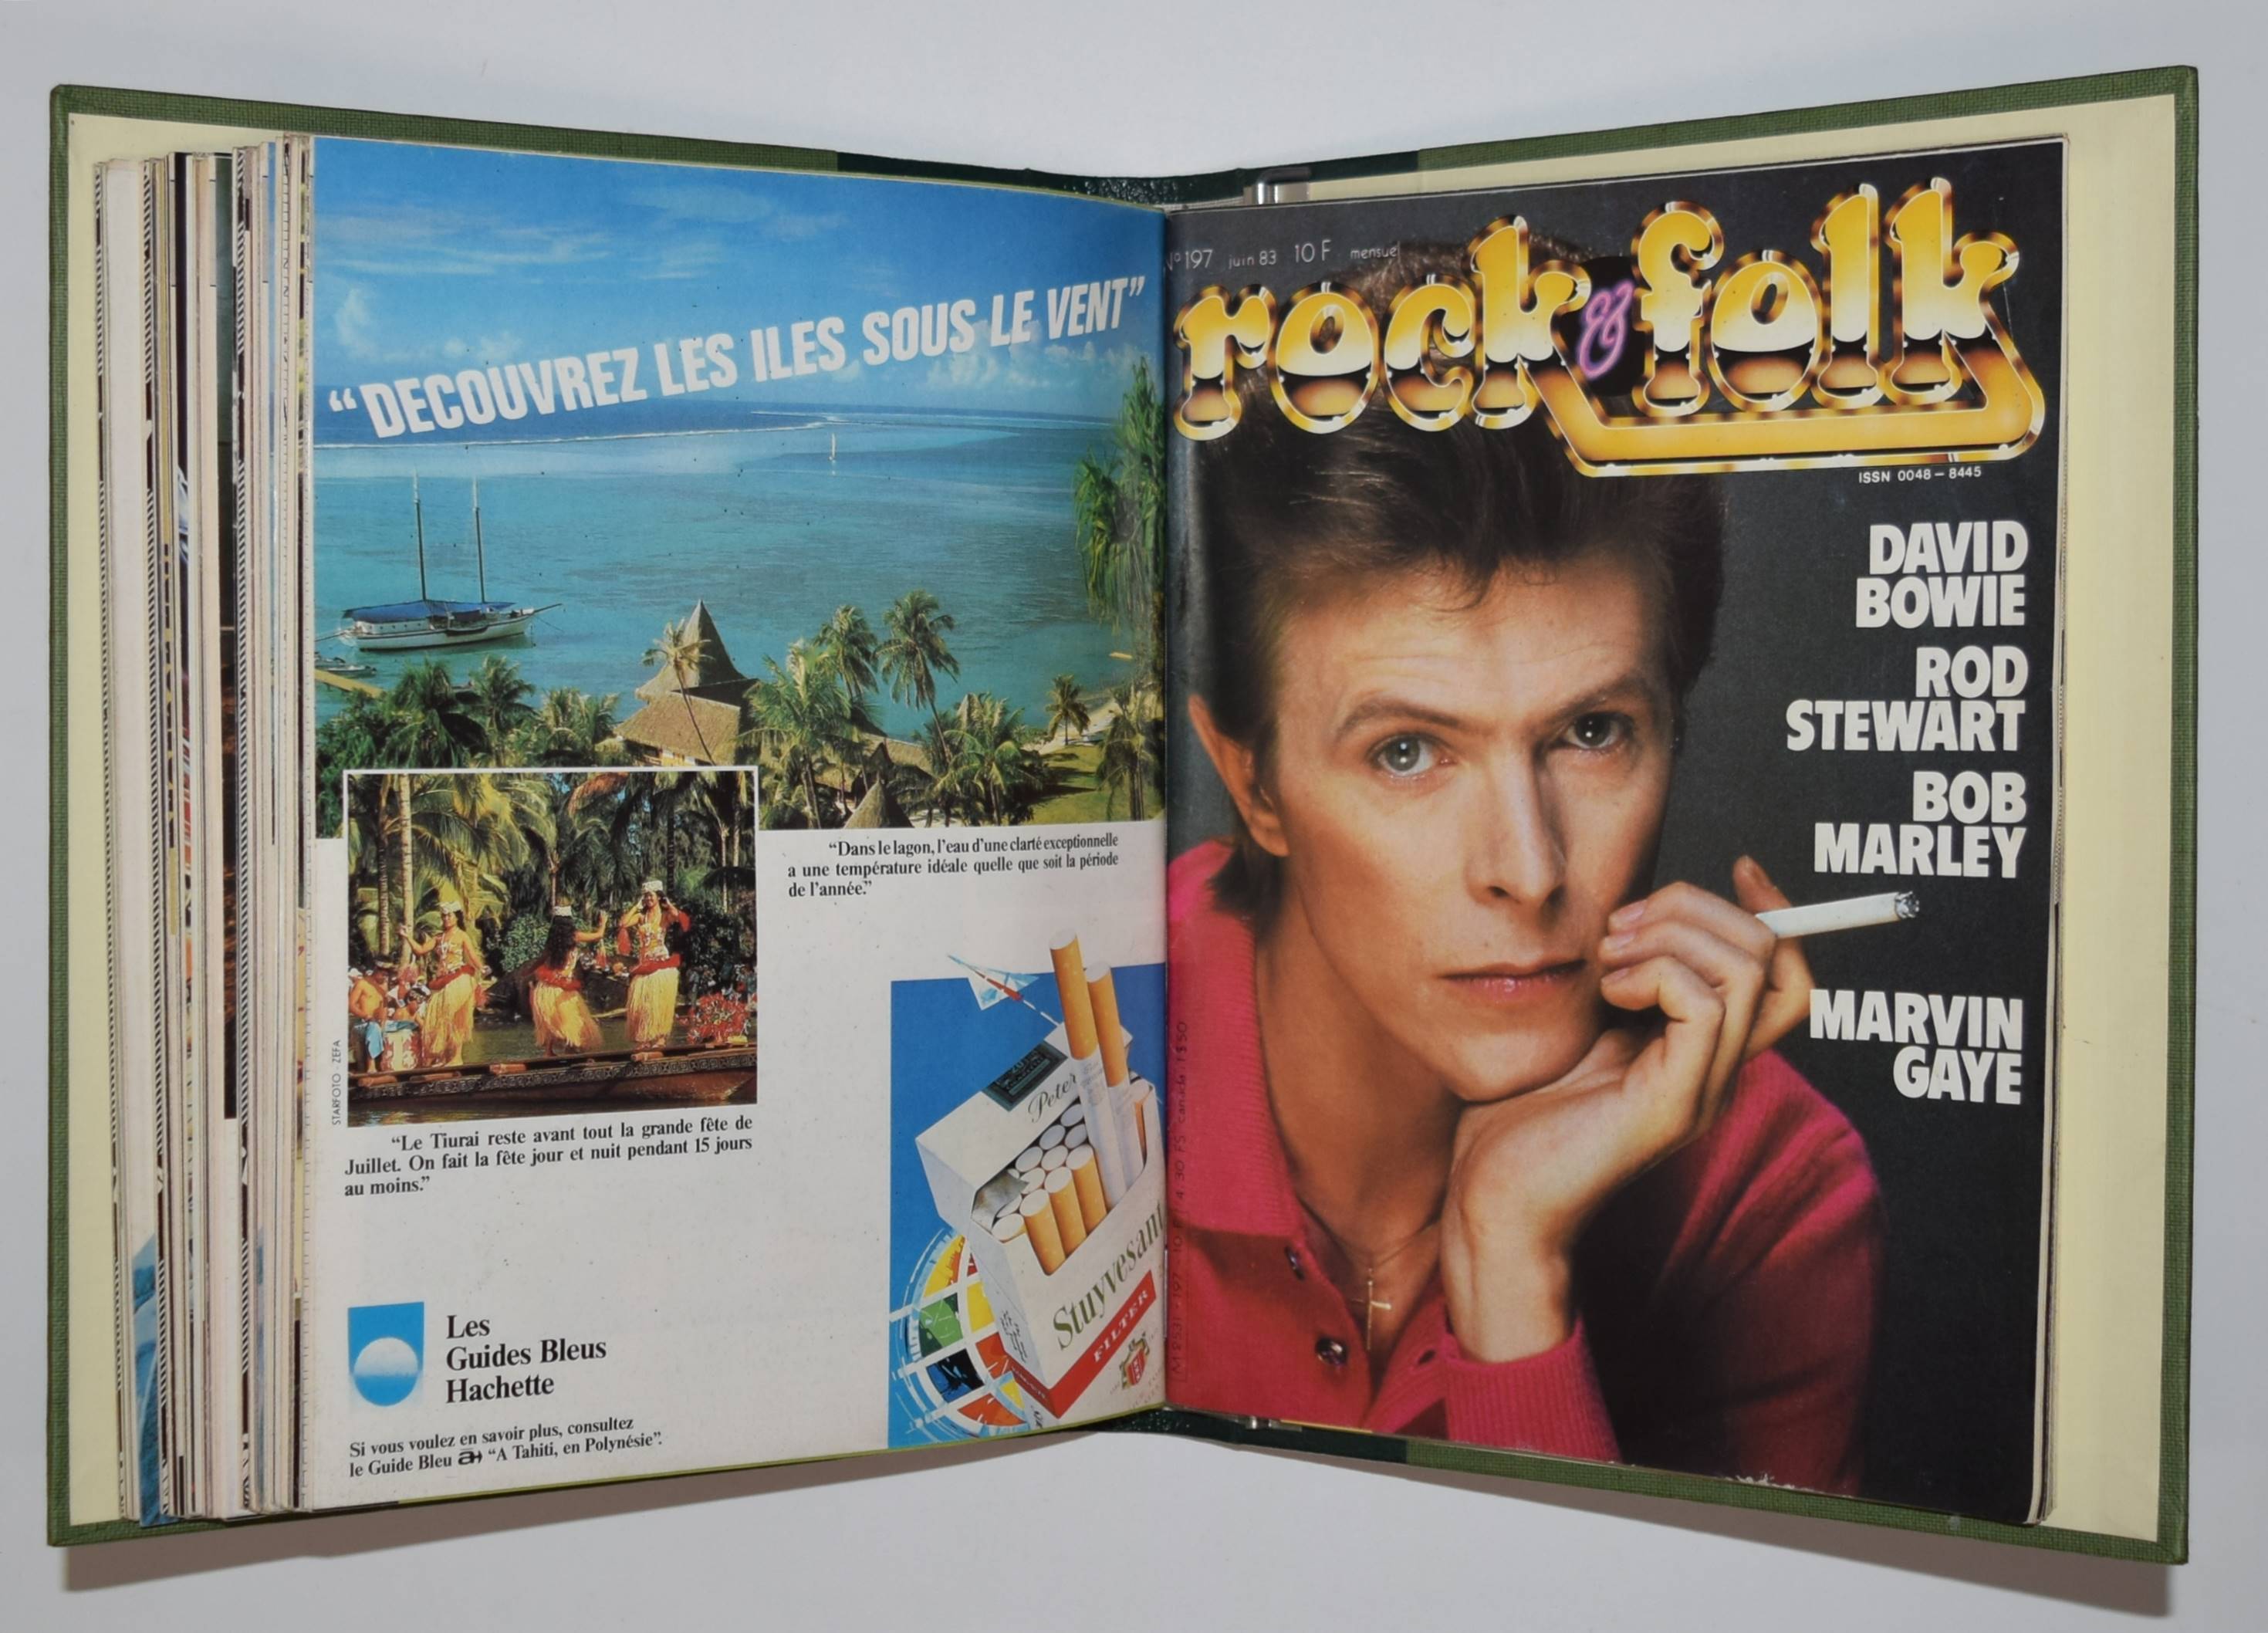 “DECOUVREZ LES ILES SOUS LE VENT”
“Dans le lagon, l’eau d’une clarté exceptionnelle
a une température idéale quelle que soit la période
de l’année.”
STARFOTO - ZEFA
“Le Tiurai reste avant tout la grande fête de
Juillet. On fait la fête jour et nuit pendant 15 jours
au moins.”
Peter
Stuyvesant
FILTER
Les
Guides Bleus
Hachette
Si vous voulez en savoir plus, consultez
le Guide Bleu “A Tahiti, en Polynésie”.
N° 197 juin 83 10 F mensuel
rock & folk
ISSN 0048 – 8445
DAVID
BOWIE
ROD
STEWART
BOB
MARLEY
MARVIN
GAYE
canada 1 $ 50